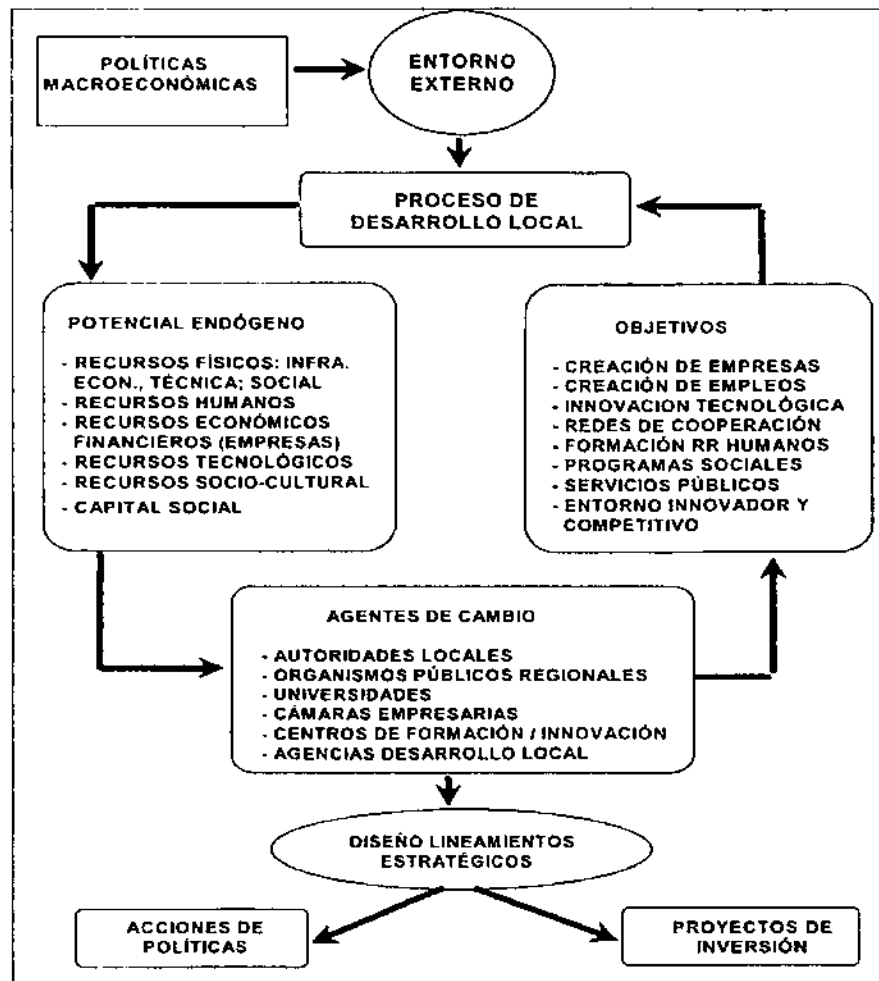 POLÍTICAS
MACROECONÓMICAS
ENTORNO
EXTERNO
PROCESO DE
DESARROLLO LOCAL
POTENCIAL ENDÓGENO
- RECURSOS FÍSICOS: INFRA.
ECON., TÉCNICA; SOCIAL
- RECURSOS HUMANOS
- RECURSOS ECONÓMICOS
FINANCIEROS (EMPRESAS)
- RECURSOS TECNOLÓGICOS
- RECURSOS SOCIO-CULTURAL
- CAPITAL SOCIAL
OBJETIVOS
- CREACIÓN DE EMPRESAS
- CREACIÓN DE EMPLEOS
- INNOVACION TECNOLÓGICA
- REDES DE COOPERACIÓN
- FORMACIÓN RR HUMANOS
- PROGRAMAS SOCIALES
- SERVICIOS PÚBLICOS
- ENTORNO INNOVADOR Y
COMPETITIVO
AGENTES DE CAMBIO
- AUTORIDADES LOCALES
- ORGANISMOS PÚBLICOS REGIONALES
- UNIVERSIDADES
- CÁMARAS EMPRESARIAS
- CENTROS DE FORMACIÓN / INNOVACIÓN
- AGENCIAS DESARROLLO LOCAL
DISEÑO LINEAMIENTOS
ESTRATÉGICOS
ACCIONES DE
POLÍTICAS
PROYECTOS DE
INVERSIÓN